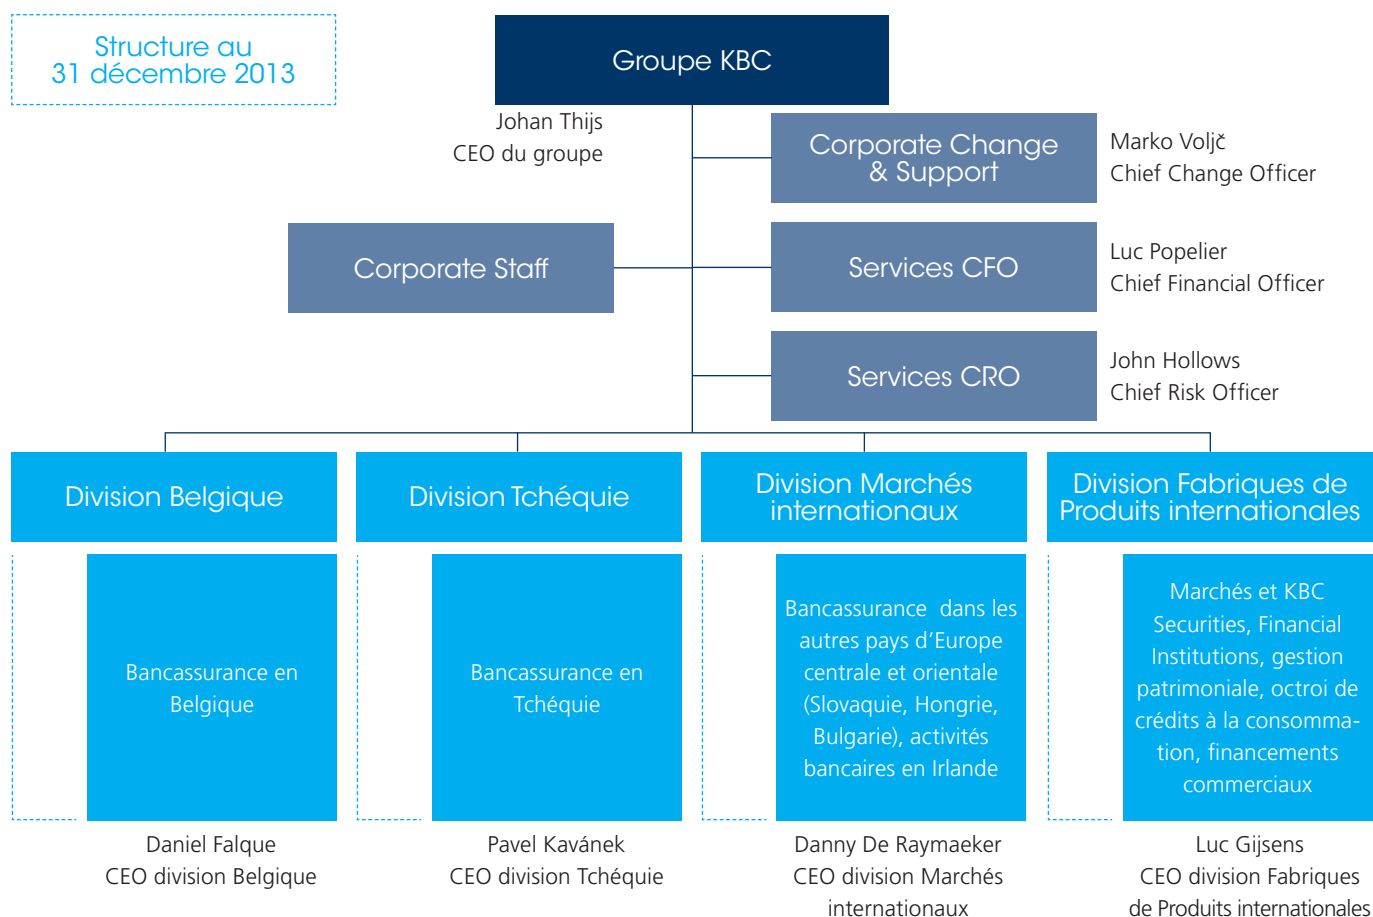 Structure au
31 décembre 2013
Groupe KBC
Johan Thijs
CEO du groupe
Corporate Change
& Support
Marko Voljč
Chief Change Officer
Corporate Staff
Services CFO
Luc Popelier
Chief Financial Officer
Services CRO
John Hollows
Chief Risk Officer
Division Belgique
Division Tchéquie
Division Marchés
internationaux
Division Fabriques de
Produits internationales
Bancassurance en
Belgique
Bancassurance en
Tchéquie
Bancassurance dans les
autres pays d’Europe
centrale et orientale
(Slovaquie, Hongrie,
Bulgarie), activités
bancaires en Irlande
Marchés et KBC
Securities, Financial
Institutions, gestion
patrimoniale, octroi de
crédits à la consomma-
tion, financements
commerciaux
Daniel Falque
CEO division Belgique
Pavel Kavánek
CEO division Tchéquie
Danny De Raymaeker
CEO division Marchés
internationaux
Luc Gijsens
CEO division Fabriques
de Produits internationales